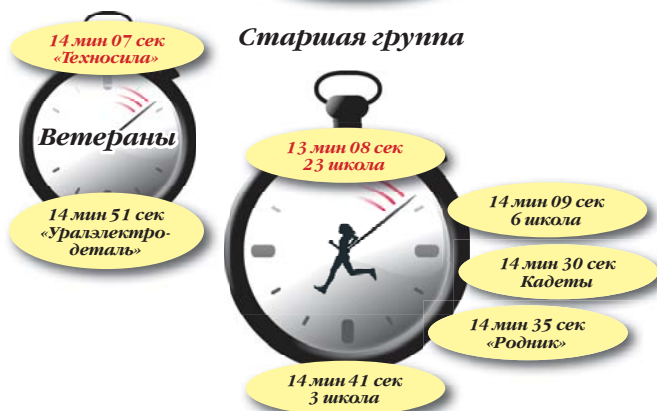 14 мин 07 сек
«Техносила»
Ветераны
14 мин 51 сек
«Уралэлектро-
деталь»
Старшая группа
13 мин 08 сек
23 школа
14 мин 09 сек
6 школа
14 мин 30 сек
Кадеты
14 мин 35 сек
«Родник»
14 мин 41 сек
3 школа